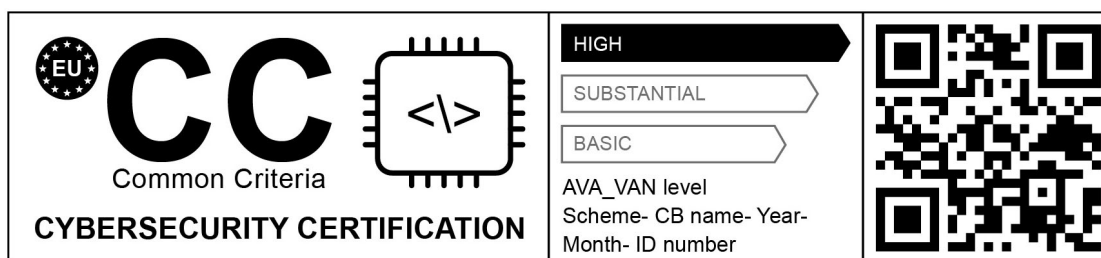 EU
CC
Common Criteria
CYBERSECURITY CERTIFICATION
<\>
HIGH
SUBSTANTIAL
BASIC
AVA_VAN level
Scheme- CB name- Year-
Month- ID number